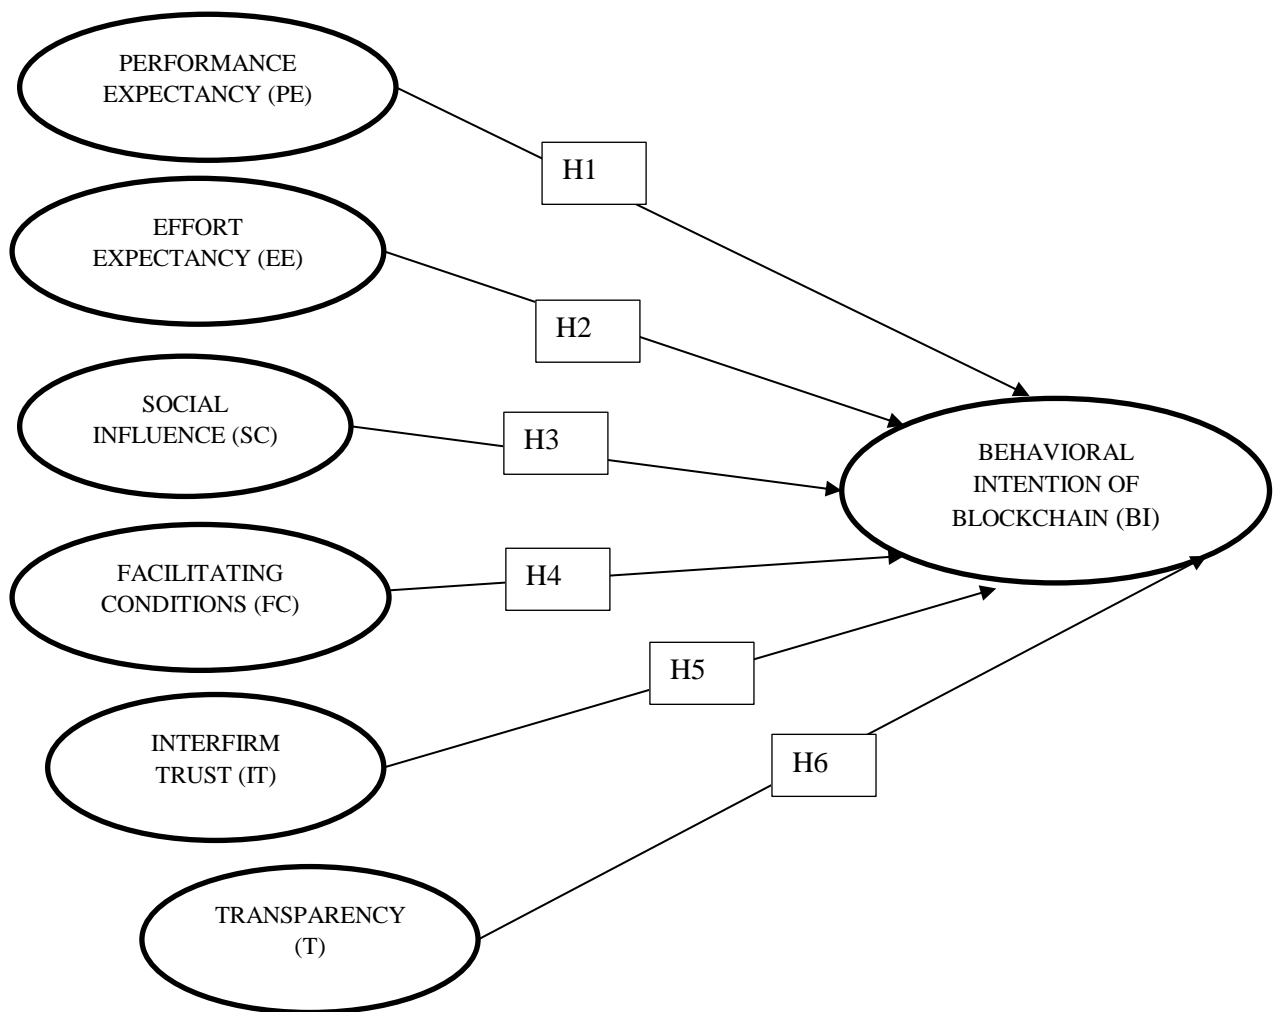 PERFORMANCE
EXPECTANCY (PE)
H1
EFFORT
EXPECTANCY (EE)
H2
SOCIAL
INFLUENCE (SC)
H3
BEHAVIORAL
INTENTION OF
BLOCKCHAIN (BI)
FACILITATING
CONDITIONS (FC)
H4
INTERFIRM
TRUST (IT)
H5
TRANSPARENCY
(T)
H6